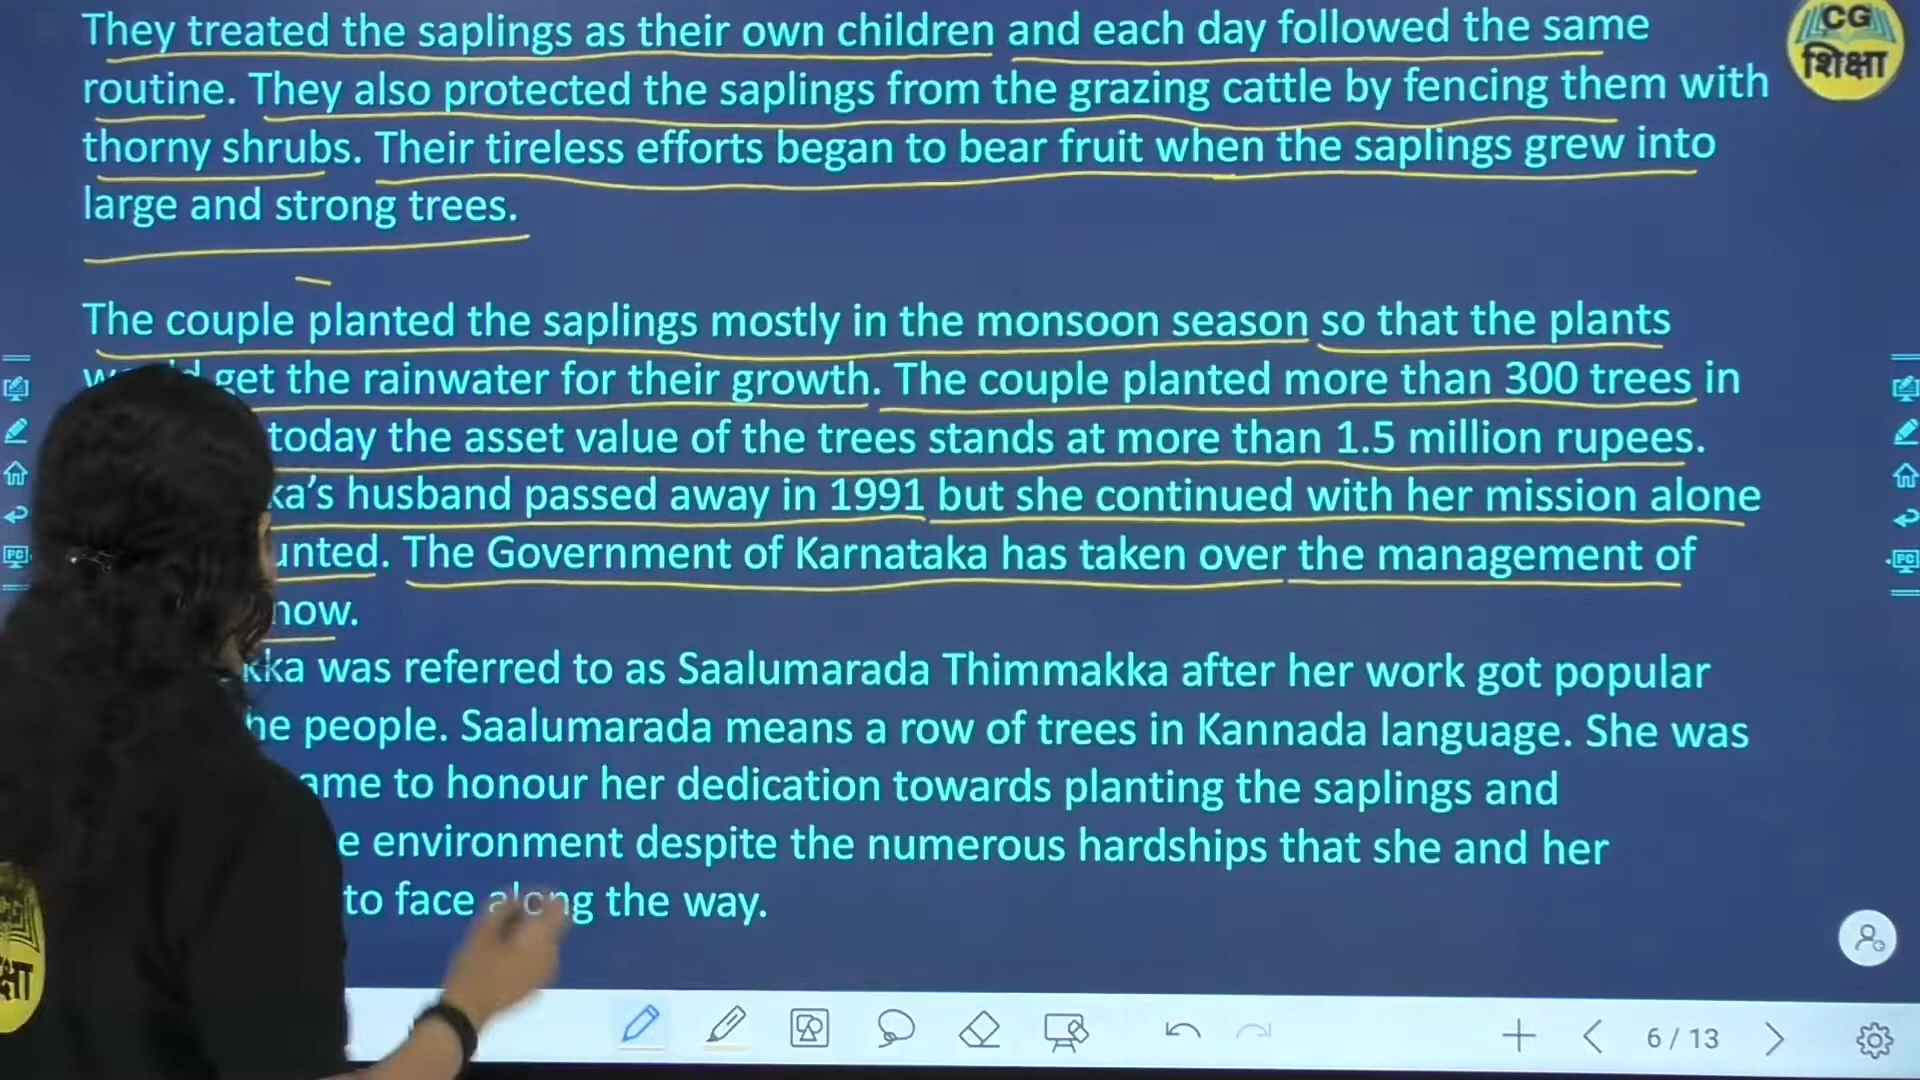 They treated the saplings as their own children and each day followed the same
routine. They also protected the saplings from the grazing cattle by fencing them with
thorny shrubs. Their tireless efforts began to bear fruit when the saplings grew into
large and strong trees.
The couple planted the saplings mostly in the monsoon season so that the plants
get the rainwater for their growth. The couple planted more than 300 trees in
today the asset value of the trees stands at more than 1.5 million rupees.
ka's husband passed away in 1991 but she continued with her mission alone
unted. The Government of Karnataka has taken over the management of
now.
kka was referred to as Saalumarada Thimmakka after her work got popular
he people. Saalumarada means a row of trees in Kannada language. She was
ame to honour her dedication towards planting the saplings and
e environment despite the numerous hardships that she and her
to face along the way.
CG
शिक्षा
6 / 13